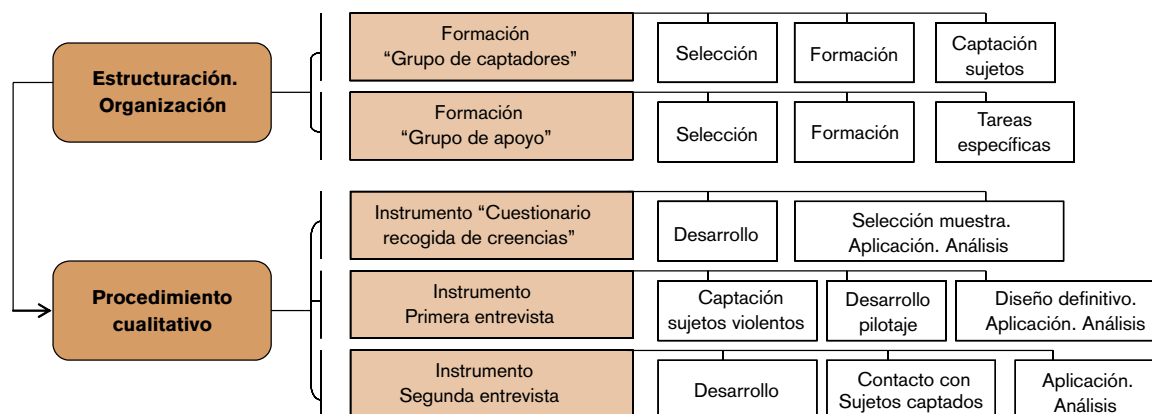 Estructuración.
Organización
Formación
“Grupo de captadores”
Selección
Formación
Captación
sujetos
Formación
“Grupo de apoyo”
Selección
Formación
Tareas
específicas
Procedimiento
cualitativo
Instrumento “Cuestionario
recogida de creencias”
Desarrollo
Selección muestra.
Aplicación. Análisis
Instrumento
Primera entrevista
Captación
sujetos violentos
Desarrollo
pilotaje
Diseño definitivo.
Aplicación. Análisis
Instrumento
Segunda entrevista
Desarrollo
Contacto con
Sujetos captados
Aplicación.
Análisis